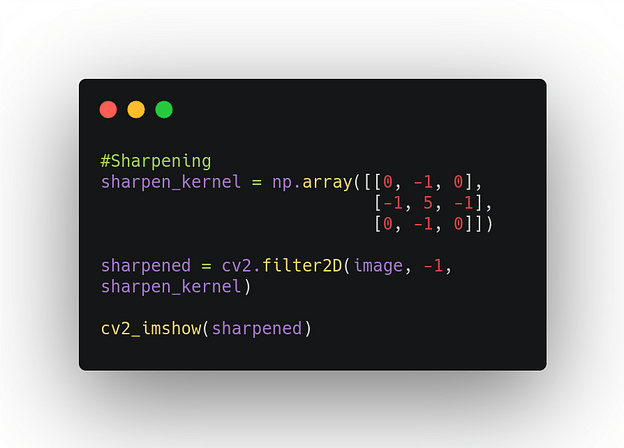 #Sharpening
sharpen_kernel = np.array([[0, -1, 0],
[-1, 5, -1],
[0, -1, 0]])
sharpened = cv2.filter2D(image, -1,
sharpen_kernel)
cv2_imshow(sharpened)